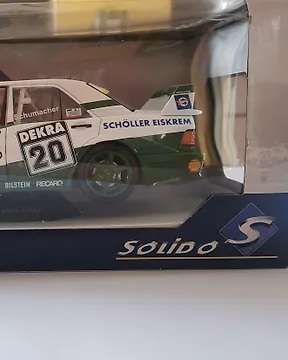 Schumacher
SCHÖLLER EISKREM
DEKRA
20
BILSTEIN RECARO
SOLIDO
S